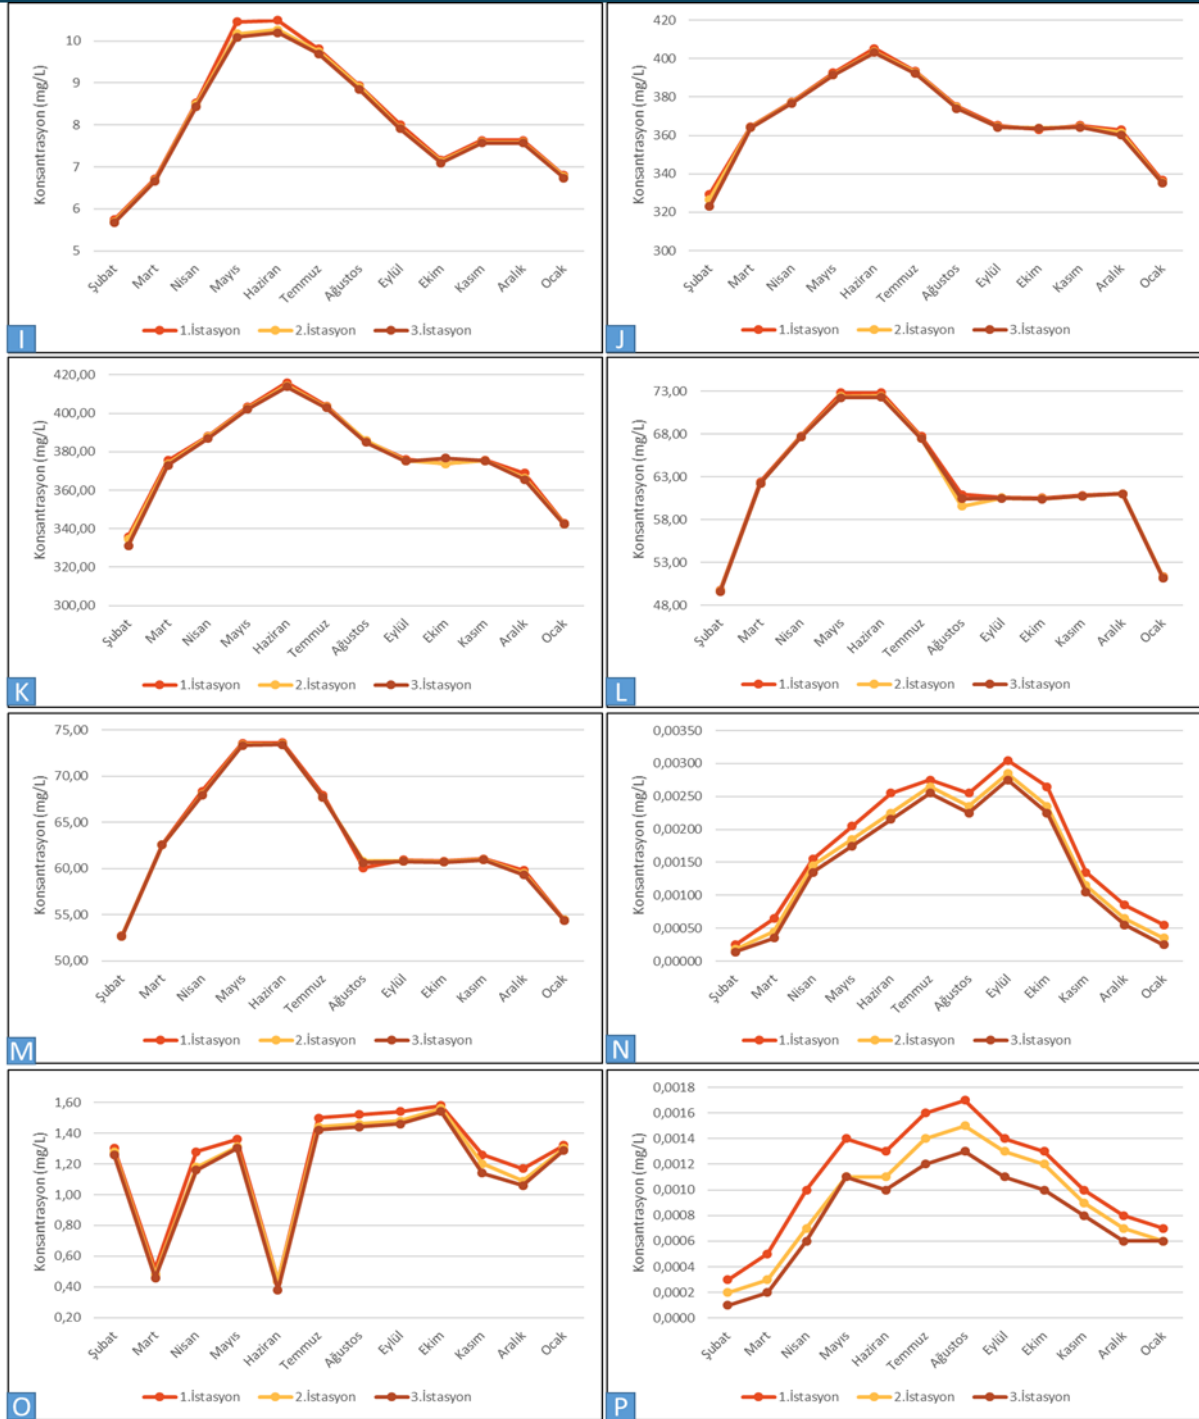 Konsantrasyon (mg/L)
10
9
8
7
6
5
Şubat Mart Nisan Mayıs Haziran Temmuz Ağustos Eylül Ekim Kasım Aralık Ocak
1.İstasyon 2.İstasyon 3.İstasyon
I
Konsantrasyon (mg/L)
420
400
380
360
340
320
300
Şubat Mart Nisan Mayıs Haziran Temmuz Ağustos Eylül Ekim Kasım Aralık Ocak
1.İstasyon 2.İstasyon 3.İstasyon
J
Konsantrasyon (mg/L)
420,00
400,00
380,00
360,00
340,00
320,00
300,00
Şubat Mart Nisan Mayıs Haziran Temmuz Ağustos Eylül Ekim Kasım Aralık Ocak
1.İstasyon 2.İstasyon 3.İstasyon
K
Konsantrasyon (mg/L)
73,00
68,00
63,00
58,00
53,00
48,00
Şubat Mart Nisan Mayıs Haziran Temmuz Ağustos Eylül Ekim Kasım Aralık Ocak
1.İstasyon 2.İstasyon 3.İstasyon
L
Konsantrasyon (mg/L)
75,00
70,00
65,00
60,00
55,00
50,00
Şubat Mart Nisan Mayıs Haziran Temmuz Ağustos Eylül Ekim Kasım Aralık Ocak
1.İstasyon 2.İstasyon 3.İstasyon
M
Konsantrasyon (mg/L)
0,00350
0,00300
0,00250
0,00200
0,00150
0,00100
0,00050
0,00000
Şubat Mart Nisan Mayıs Haziran Temmuz Ağustos Eylül Ekim Kasım Aralık Ocak
1.İstasyon 2.İstasyon 3.İstasyon
N
Konsantrasyon (mg/L)
1,60
1,40
1,20
1,00
0,80
0,60
0,40
0,20
Şubat Mart Nisan Mayıs Haziran Temmuz Ağustos Eylül Ekim Kasım Aralık Ocak
1.İstasyon 2.İstasyon 3.İstasyon
O
Konsantrasyon (mg/L)
0,0018
0,0016
0,0014
0,0012
0,0010
0,0008
0,0006
0,0004
0,0002
0,0000
Şubat Mart Nisan Mayıs Haziran Temmuz Ağustos Eylül Ekim Kasım Aralık Ocak
1.İstasyon 2.İstasyon 3.İstasyon
P